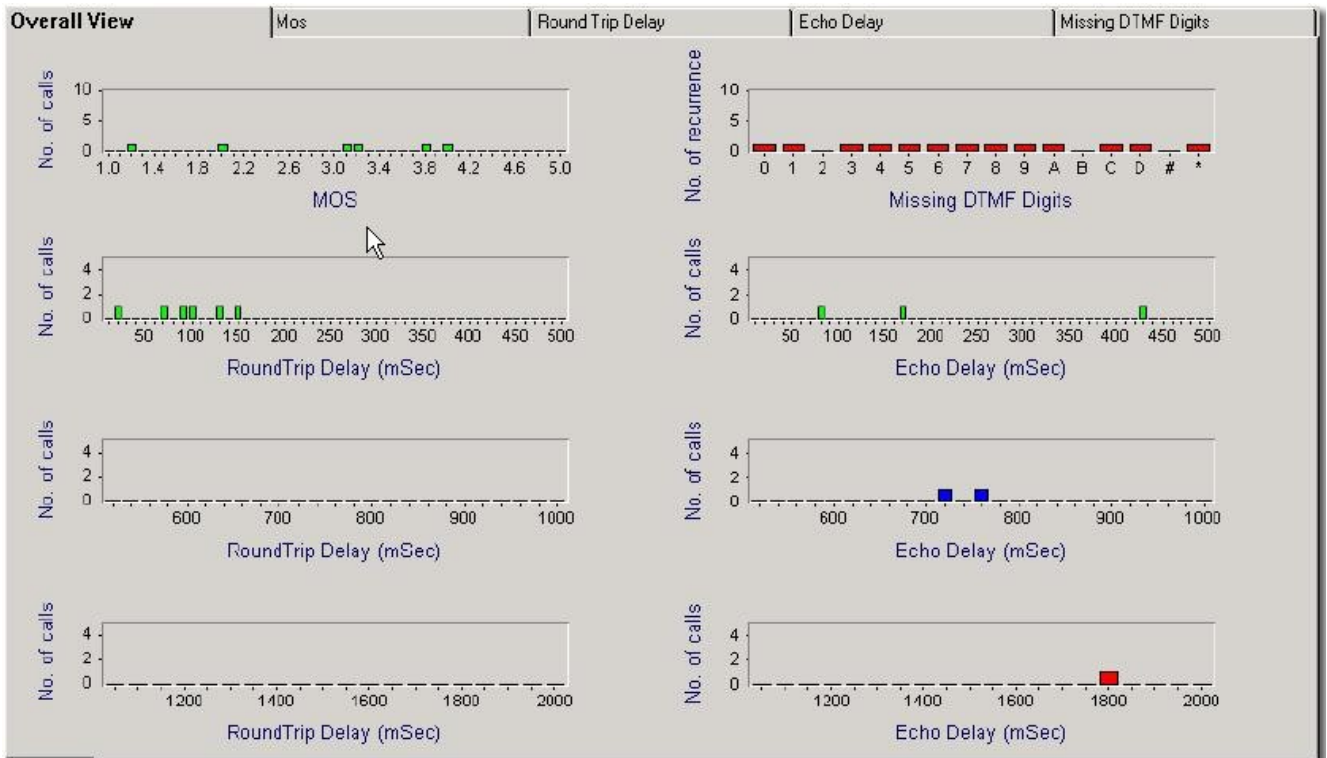 Overall View
Mos
Round Trip Delay
Echo Delay
Missing DTMF Digits
No. of calls
10
5
0
1.0 1.4 1.8 2.2 2.6 3.0 3.4 3.8 4.2 4.6 5.0
MOS
No. of recurrence
10
5
0
0 1 2 3 4 5 6 7 8 9 A B C D # *
Missing DTMF Digits
No. of calls
4
2
0
50 100 150 200 250 300 350 400 450 500
RoundTrip Delay (mSec)
No. of calls
4
2
0
50 100 150 200 250 300 350 400 450 500
Echo Delay (mSec)
No. of calls
4
2
0
600 700 800 900 1000
RoundTrip Delay (mSec)
No. of calls
4
2
0
600 700 800 900 1000
Echo Delay (mSec)
No. of calls
4
2
0
1200 1400 1600 1800 2000
RoundTrip Delay (mSec)
No. of calls
4
2
0
1200 1400 1600 1800 2000
Echo Delay (mSec)